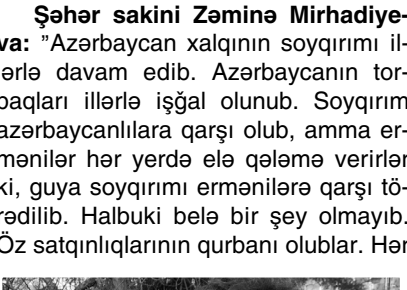 Şəhər sakini Zəminə Mirhadiye-
va: ”Azərbaycan xalqının soyqırımı il-
lərlə davam edib. Azərbaycanın tor-
paqları illərlə işğal olunub. Soyqırım
azərbaycanlılara qarşı olub, amma er-
mənilər hər yerdə elə qələmə verirlər
ki, guya soyqırımı ermənilərə qarşı tö-
rədilib. Halbuki belə bir şey olmayıb.
Öz satqınlıqlarının qurbanı olublar. Hər